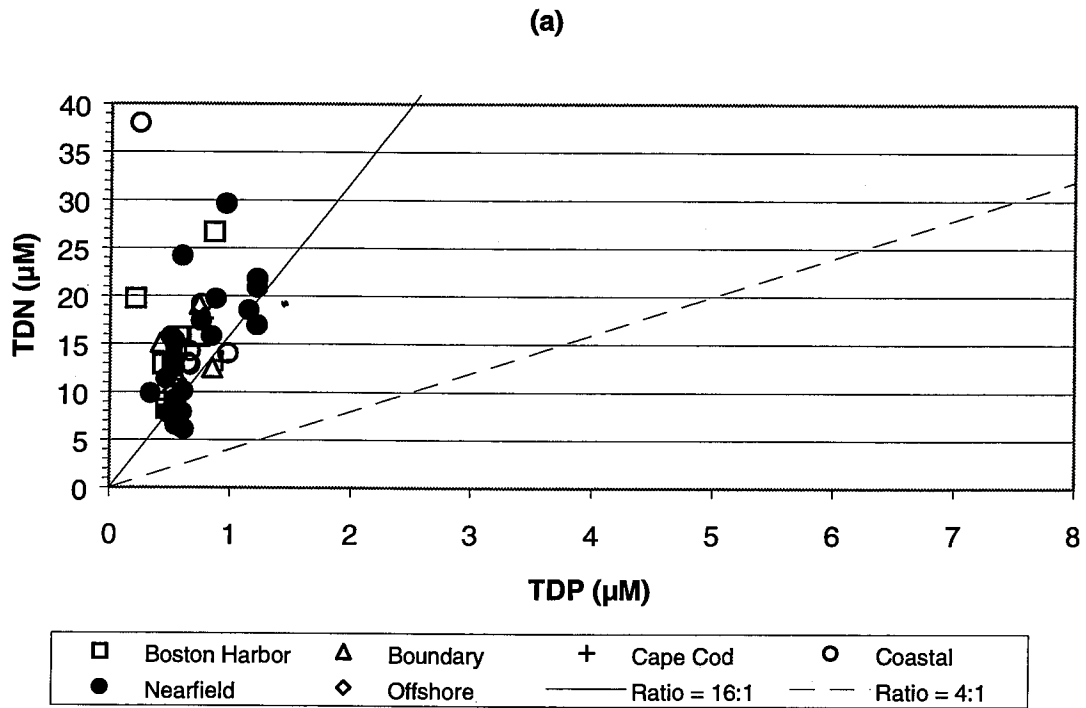 (a)
TDN (µM)
40
35
30
25
20
15
10
5
0
0 1 2 3 4 5 6 7 8
TDP (µM)
Boston Harbor Boundary Cape Cod Coastal
Nearfield Offshore Ratio = 16:1 Ratio = 4:1